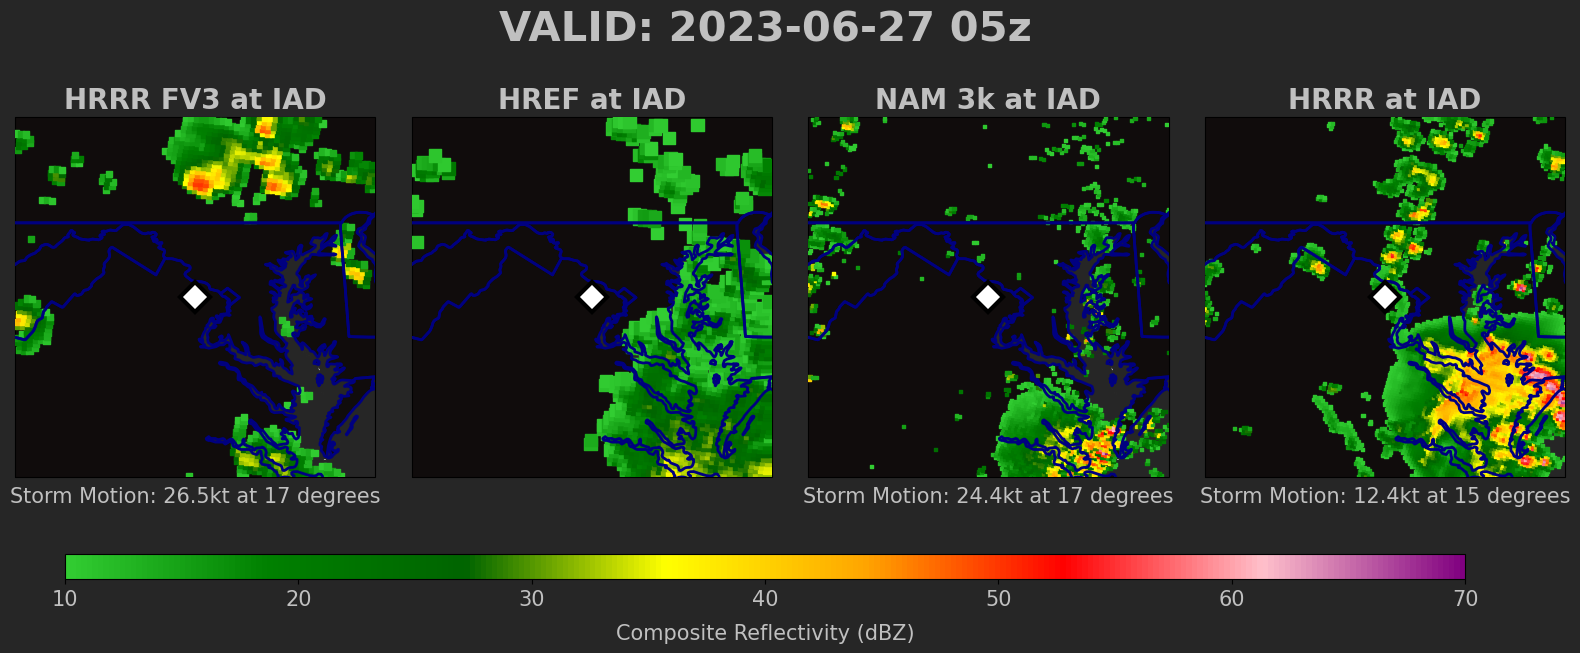 VALID: 2023-06-27 05z
HRRR FV3 at IAD
HREF at IAD
NAM 3k at IAD
HRRR at IAD
Storm Motion: 26.5kt at 17 degrees
Storm Motion: 24.4kt at 17 degrees
Storm Motion: 12.4kt at 15 degrees
10 20 30 40 50 60 70
Composite Reflectivity (dBZ)